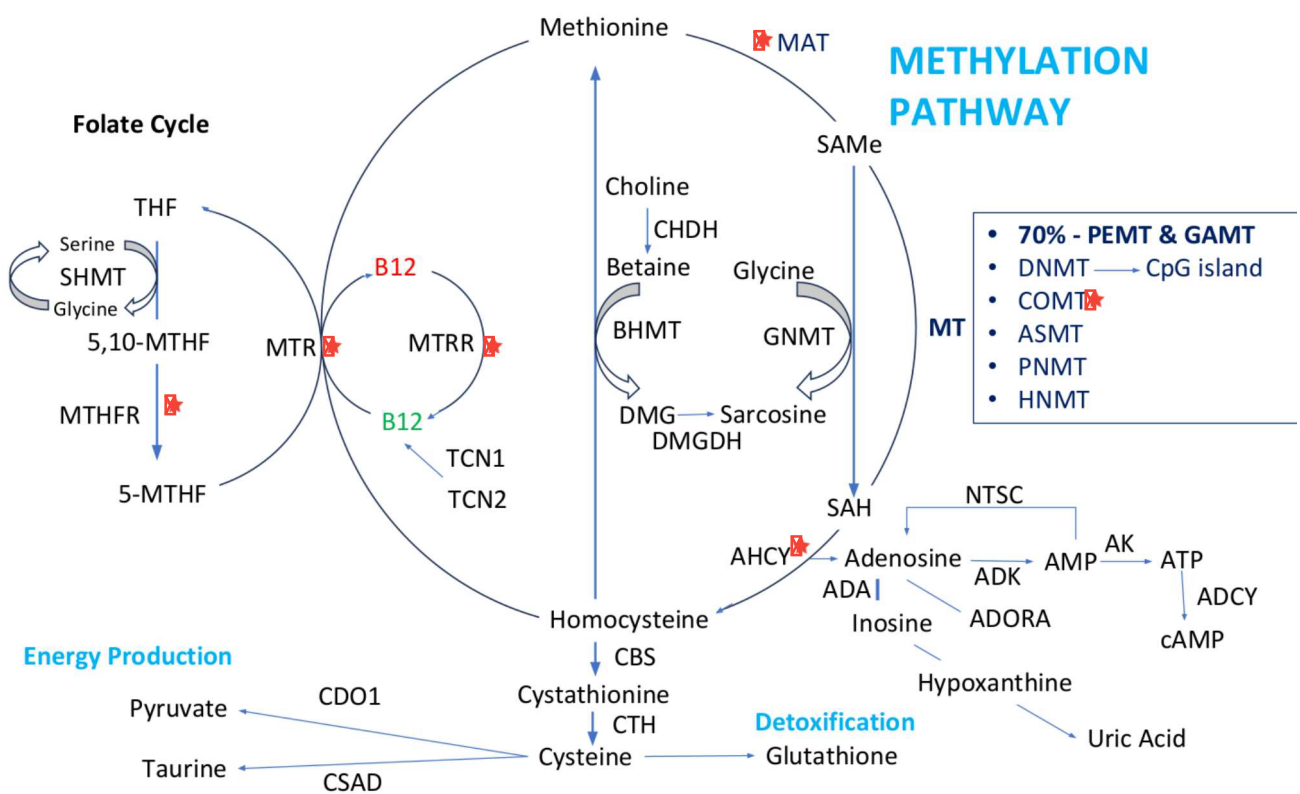 Methionine
MAT
METHYLATION
PATHWAY
Folate Cycle
SAMe
THF
Choline
CHDH
Serine
SHMT
Glycine
B12
Betaine
Glycine
70% - PEMT & GAMT
DNMT
CpG island
COMT
ASMT
PNMT
HNMT
MT
5,10-MTHF
MTR
MTRR
BHMT
GNMT
MTHFR
B12
DMG
Sarcosine
DMGDH
TCN1
TCN2
5-MTHF
SAH
NTSC
AHCY
Adenosine
ADK
AMP
AK
ATP
ADA
ADORA
ADCY
Inosine
cAMP
Homocysteine
CBS
Energy Production
Cystathionine
CTH
Hypoxanthine
Pyruvate
CDO1
Detoxification
Uric Acid
Taurine
CSAD
Cysteine
Glutathione